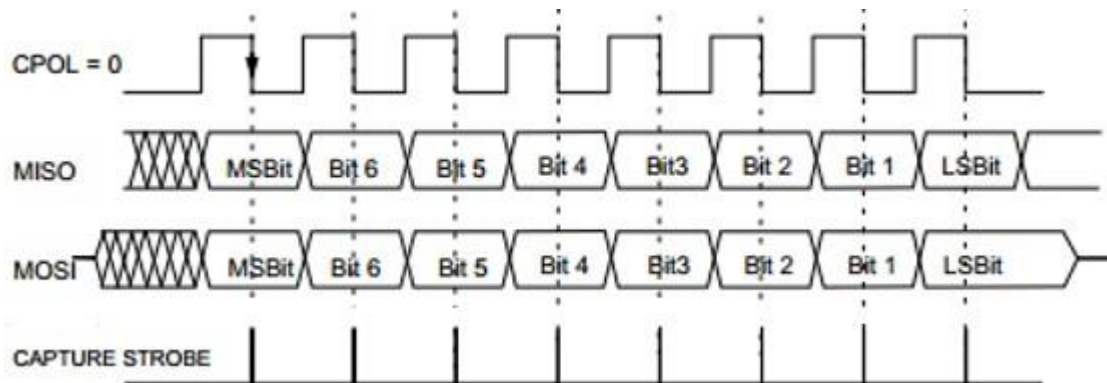 CPOL = 0
MISO MSBit Bit 6 Bit 5 Bit 4 Bit3 Bit 2 Bit 1 LSBit
MOSI MSBit Bit 6 Bit 5 Bit 4 Bit3 Bit 2 Bit 1 LSBit
CAPTURE STROBE